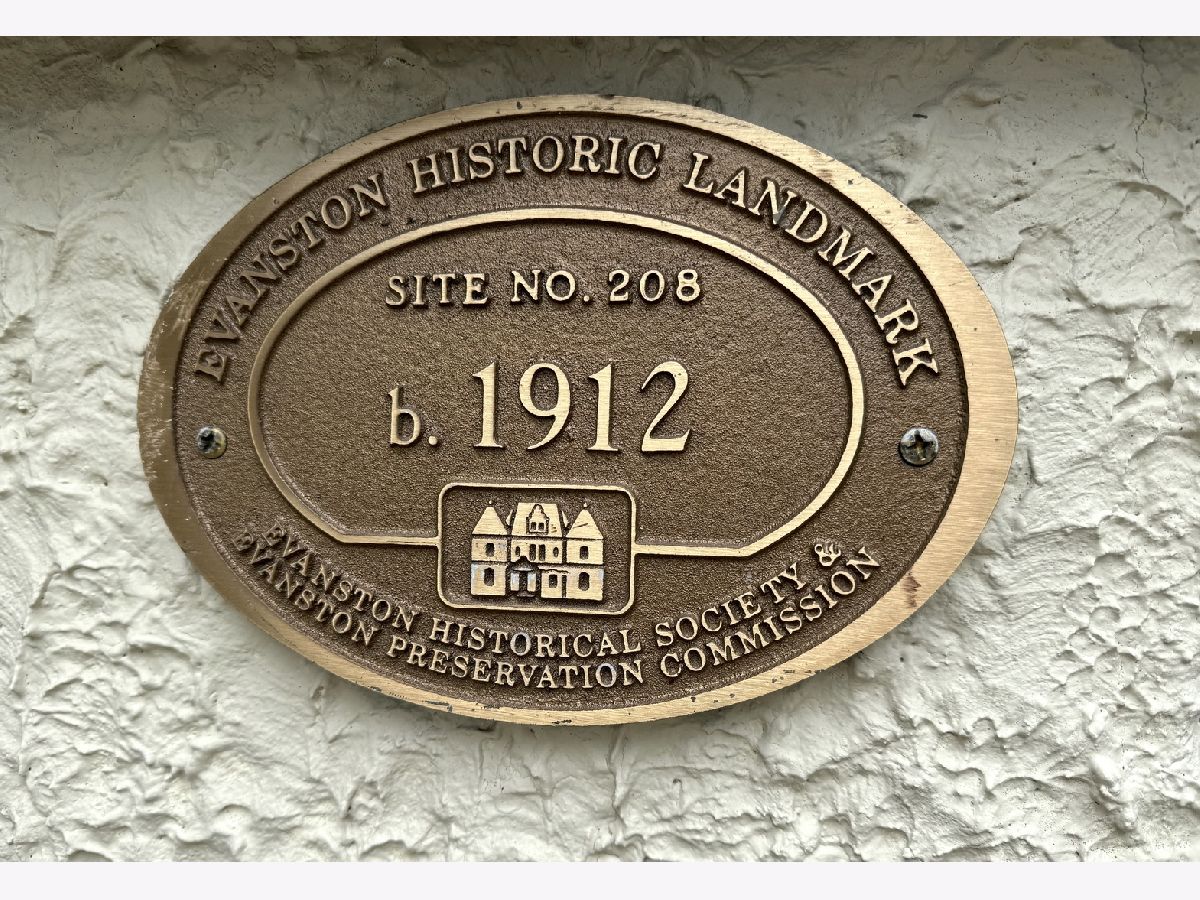 EVANSTON HISTORIC LANDMARK
SITE NO. 208
b. 1912
EVANSTON HISTORICAL SOCIETY &
EVANSTON PRESERVATION COMMISSION